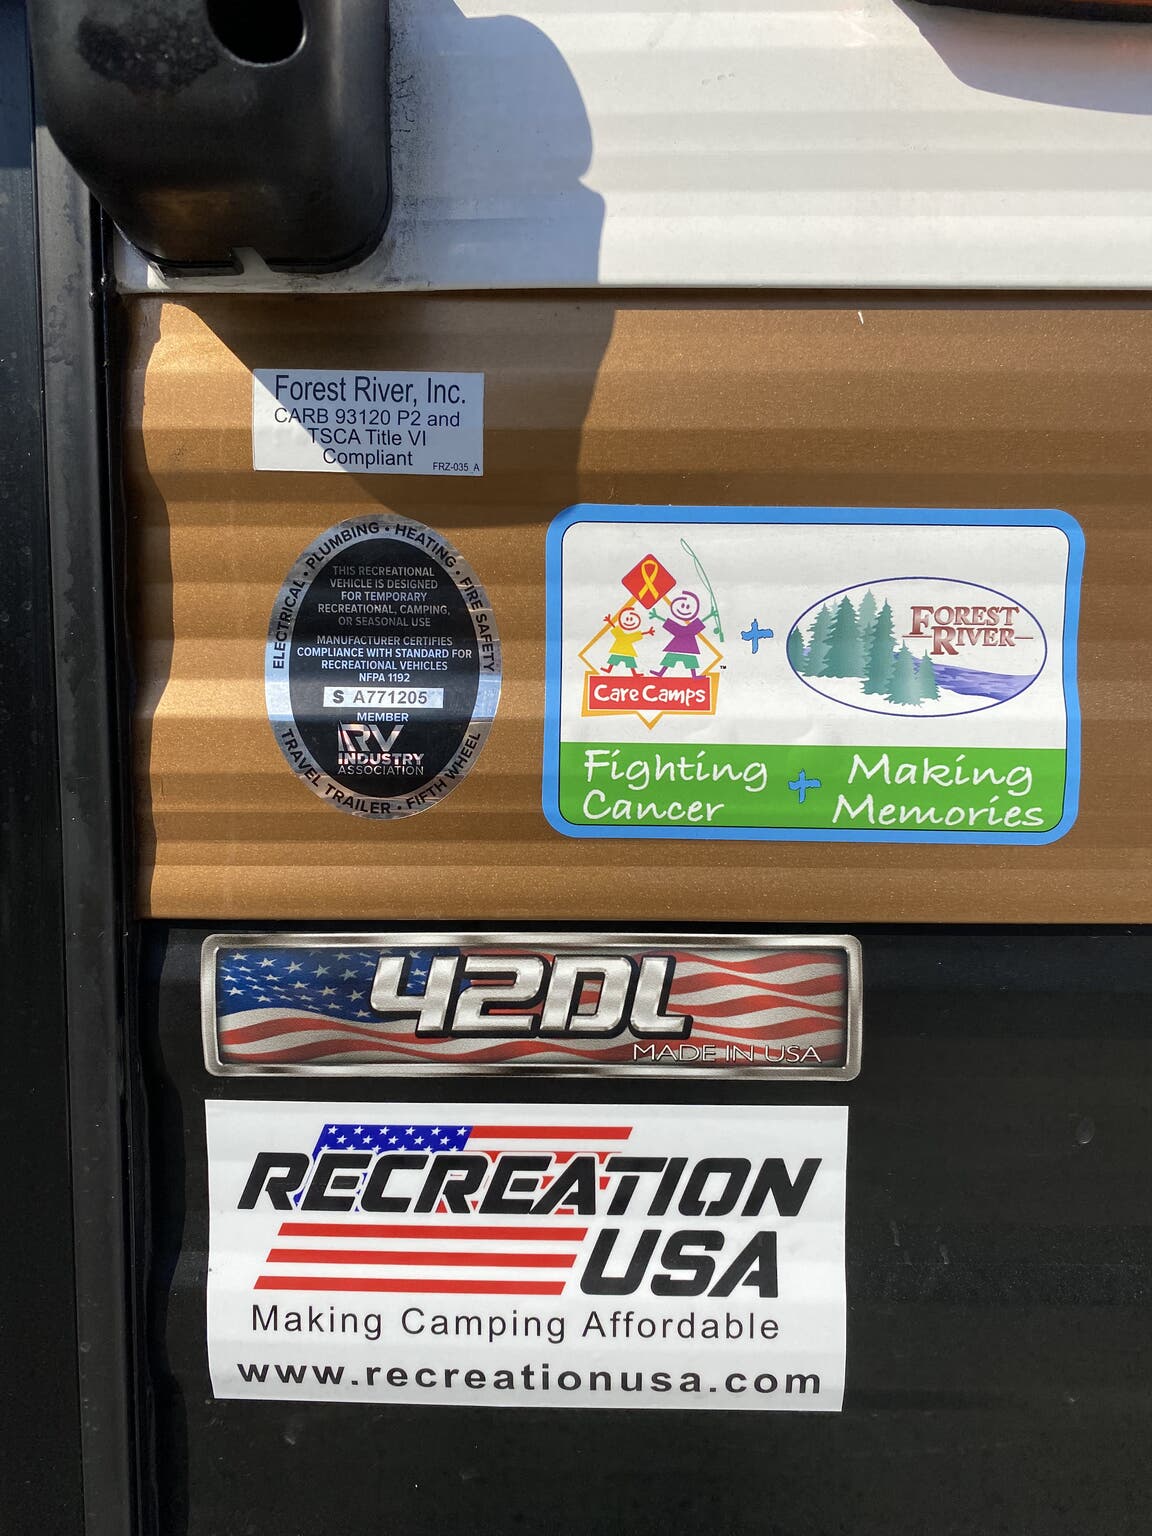 Forest River, Inc.
CARB 93120 P2 and
TSCA Title VI
Compliant
FRZ-035 A
ELECTRICAL • PLUMBING • HEATING • FIRE SAFETY
THIS RECREATIONAL
VEHICLE IS DESIGNED
FOR TEMPORARY
RECREATIONAL, CAMPING,
OR SEASONAL USE
MANUFACTURER CERTIFIES
COMPLIANCE WITH STANDARD FOR
RECREATIONAL VEHICLES
NFPA 1192
S A771205
MEMBER
RV
INDUSTRY
ASSOCIATION
TRAVEL TRAILER • FIFTH WHEEL
Care Camps
™
+
FOREST
RIVER
Fighting
Cancer
+
Making
Memories
42DL
MADE IN USA
RECREATION
USA
Making Camping Affordable
www.recreationusa.com